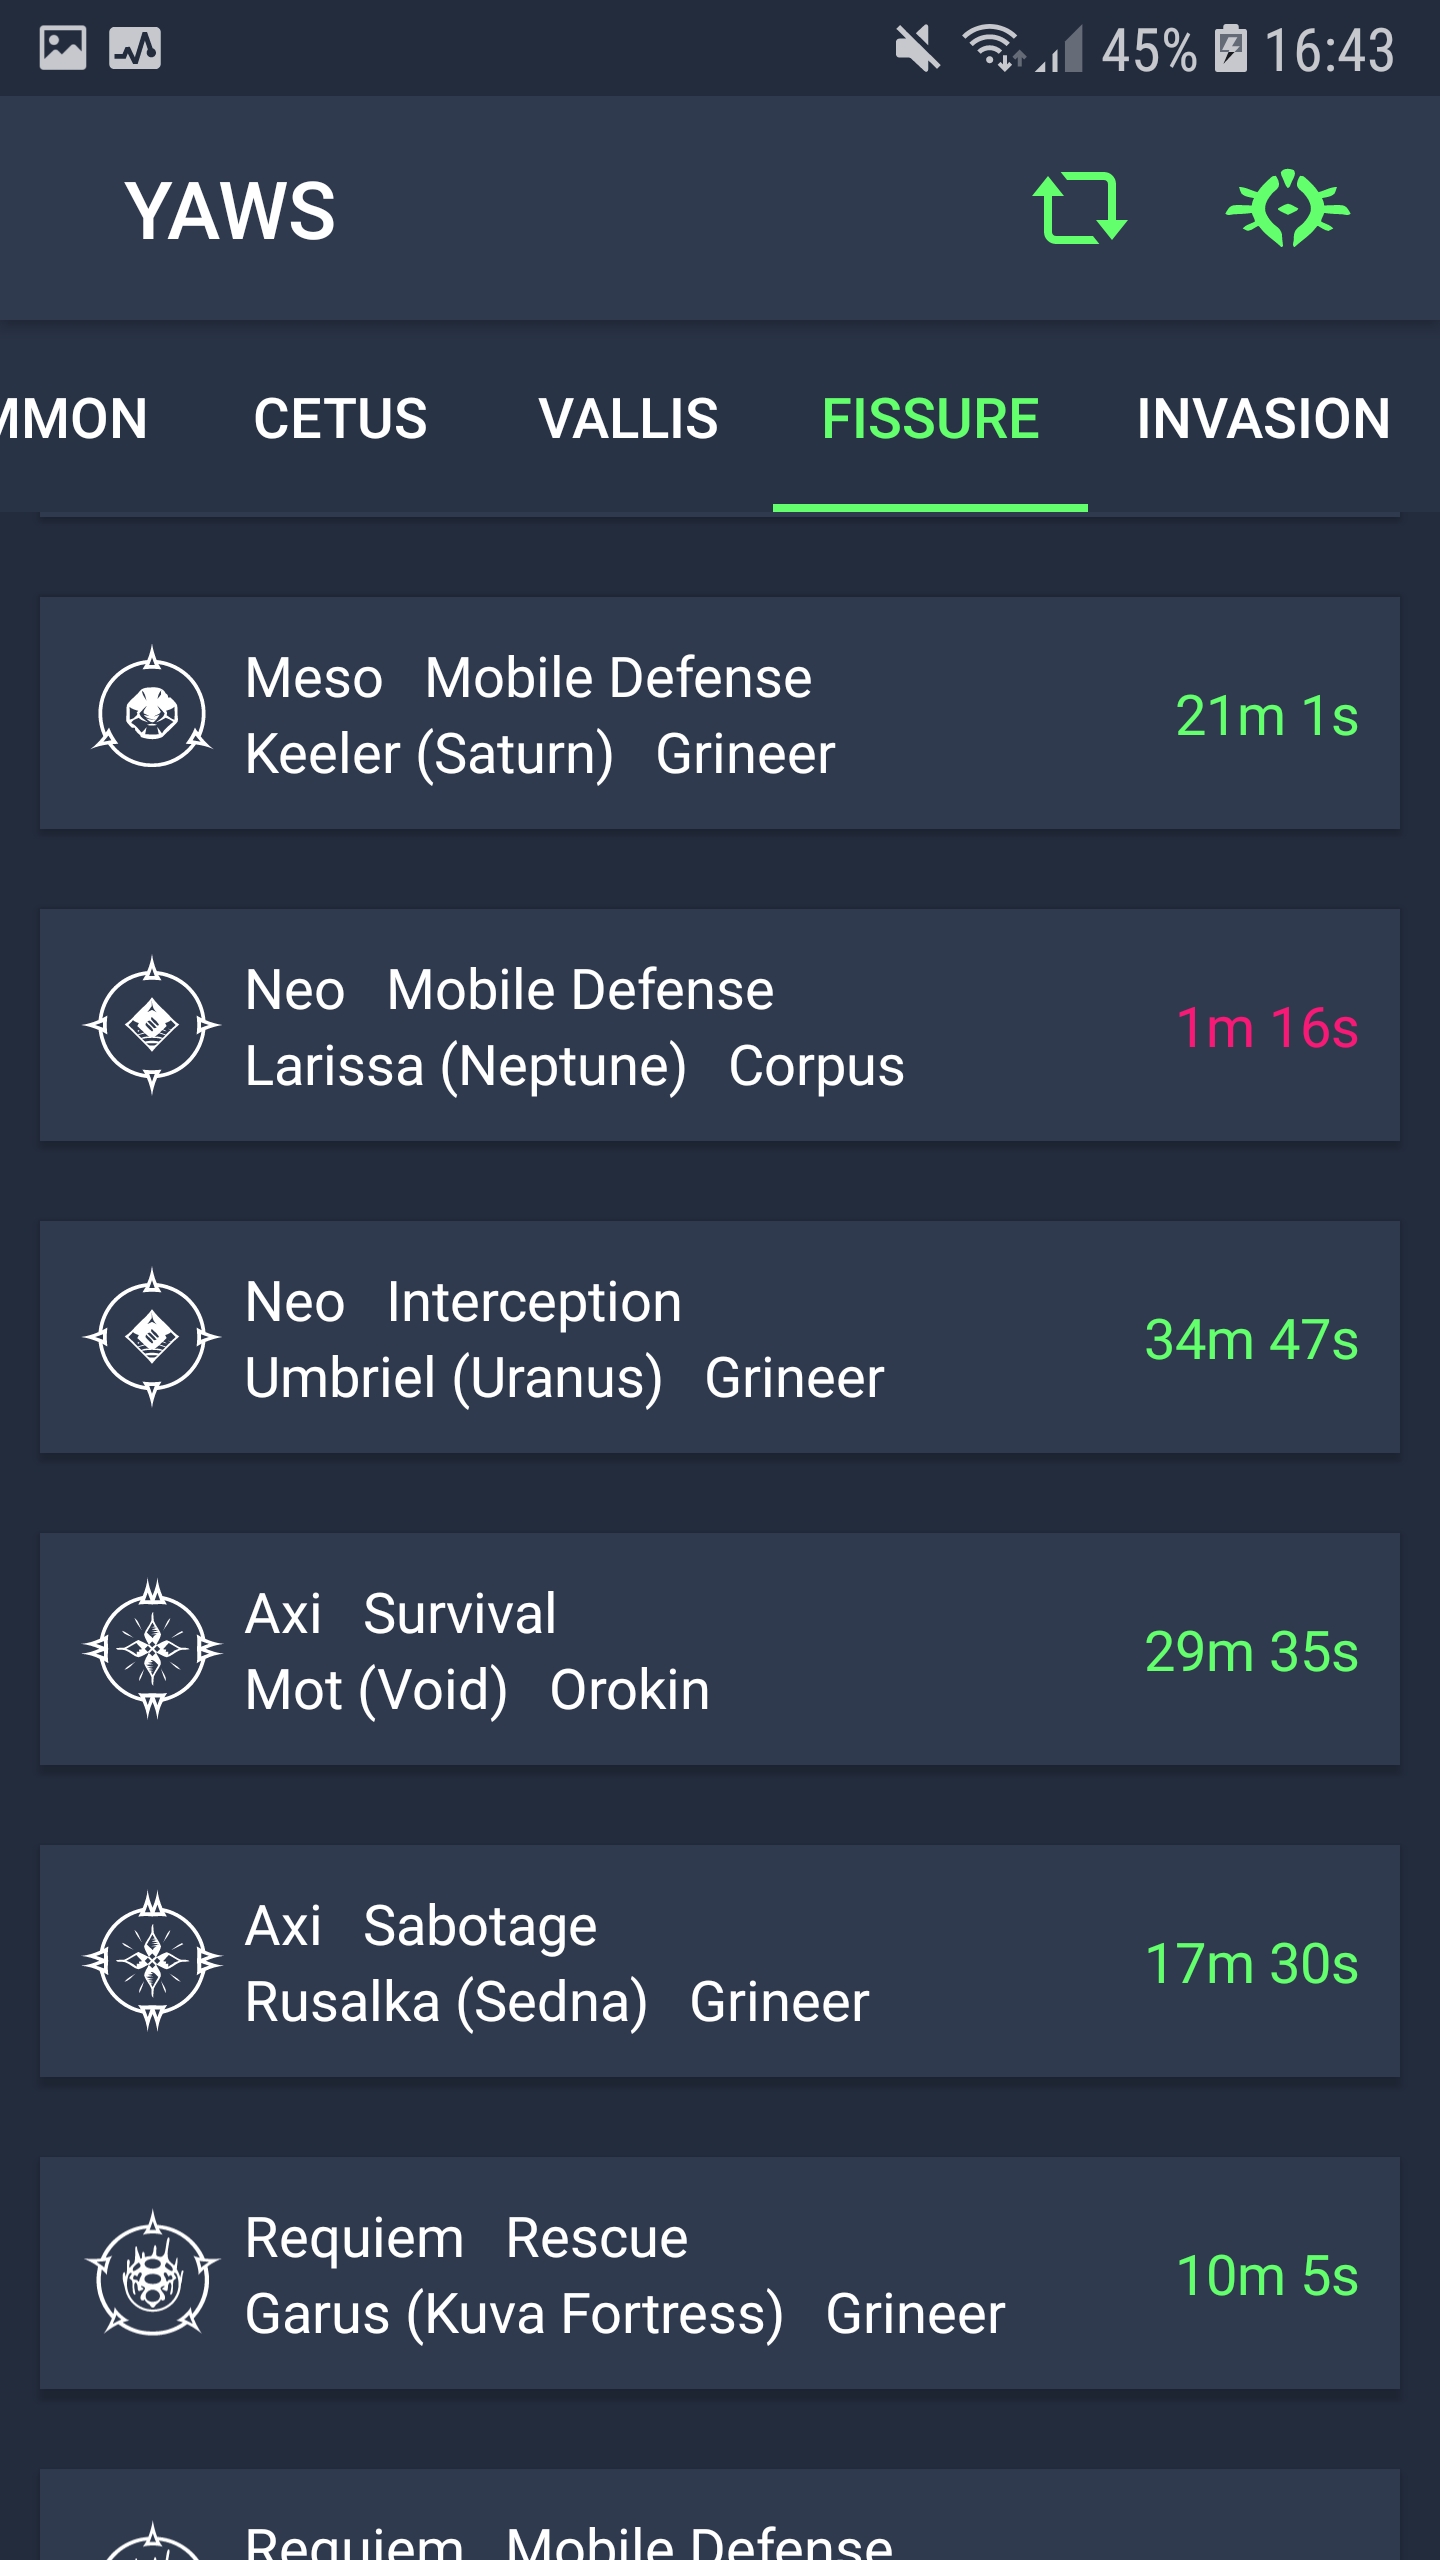 45% 16:43
YAWS
MMON CETUS VALLIS FISSURE INVASION
Meso Mobile Defense
Keeler (Saturn) Grineer
21m 1s
Neo Mobile Defense
Larissa (Neptune) Corpus
1m 16s
Neo Interception
Umbriel (Uranus) Grineer
34m 47s
Axi Survival
Mot (Void) Orokin
29m 35s
Axi Sabotage
Rusalka (Sedna) Grineer
17m 30s
Requiem Rescue
Garus (Kuva Fortress) Grineer
10m 5s
Requiem Mobile Defense